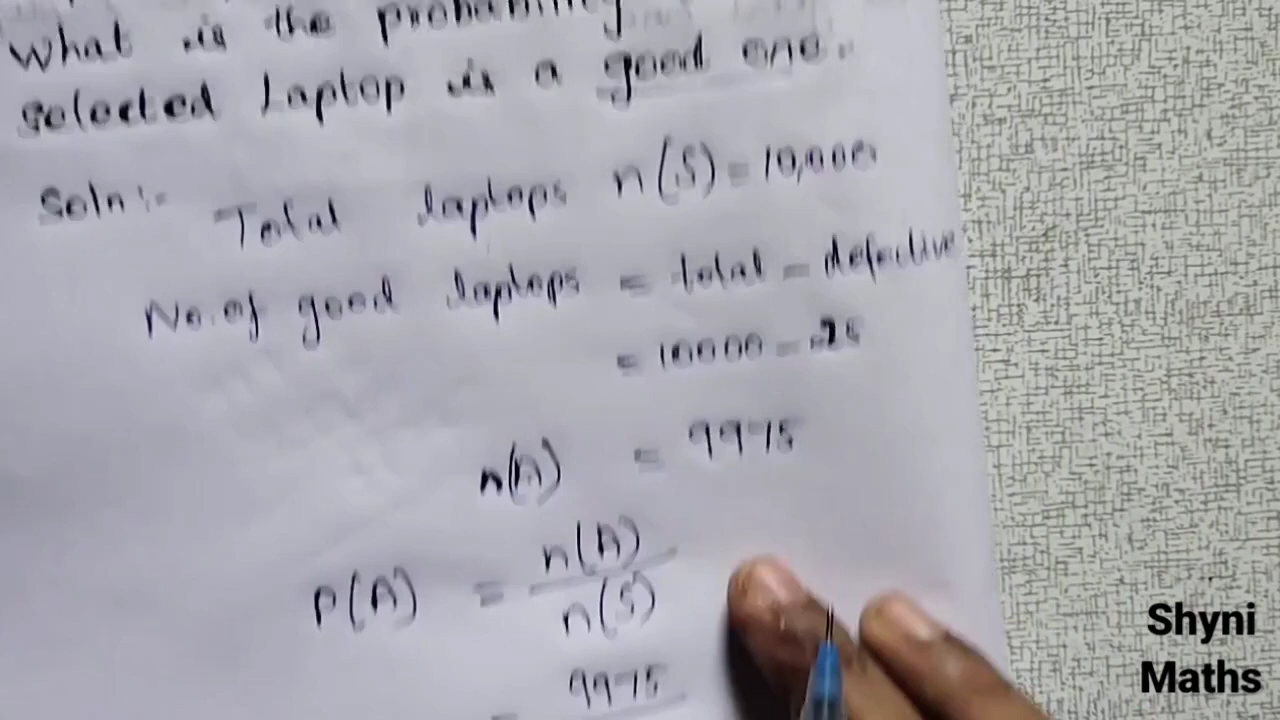 What is the probability
selected Laptop is a good one.
Soln:- Total laptops n(S) = 10,000
No. of good laptops = total - defective
= 10000 - 25
n(A) = 9975
P(A) = n(A)
n(S)
= 9975
Shyni
Maths